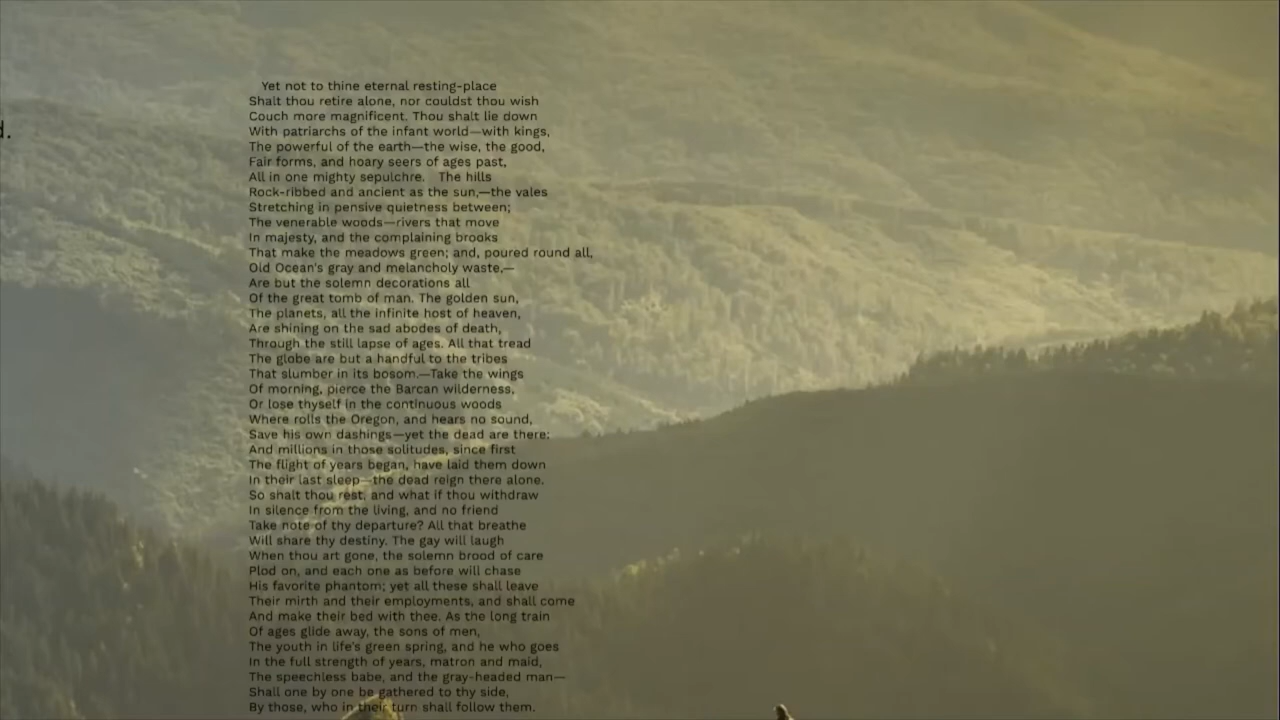 d.
Yet not to thine eternal resting-place
Shalt thou retire alone, nor couldst thou wish
Couch more magnificent. Thou shalt lie down
With patriarchs of the infant world—with kings,
The powerful of the earth—the wise, the good,
Fair forms, and hoary seers of ages past,
All in one mighty sepulchre.   The hills
Rock-ribbed and ancient as the sun,—the vales
Stretching in pensive quietness between;
The venerable woods—rivers that move
In majesty, and the complaining brooks
That make the meadows green; and, poured round all,
Old Ocean's gray and melancholy waste,—
Are but the solemn decorations all
Of the great tomb of man. The golden sun,
The planets, all the infinite host of heaven,
Are shining on the sad abodes of death,
Through the still lapse of ages. All that tread
The globe are but a handful to the tribes
That slumber in its bosom.—Take the wings
Of morning, pierce the Barcan wilderness,
Or lose thyself in the continuous woods
Where rolls the Oregon, and hears no sound,
Save his own dashings—yet the dead are there:
And millions in those solitudes, since first
The flight of years began, have laid them down
In their last sleep—the dead reign there alone.
So shalt thou rest, and what if thou withdraw
In silence from the living, and no friend
Take note of thy departure? All that breathe
Will share thy destiny. The gay will laugh
When thou art gone, the solemn brood of care
Plod on, and each one as before will chase
His favorite phantom; yet all these shall leave
Their mirth and their employments, and shall come
And make their bed with thee. As the long train
Of ages glide away, the sons of men,
The youth in life's green spring, and he who goes
In the full strength of years, matron and maid,
The speechless babe, and the gray-headed man—
Shall one by one be gathered to thy side,
By those, who in their turn shall follow them.